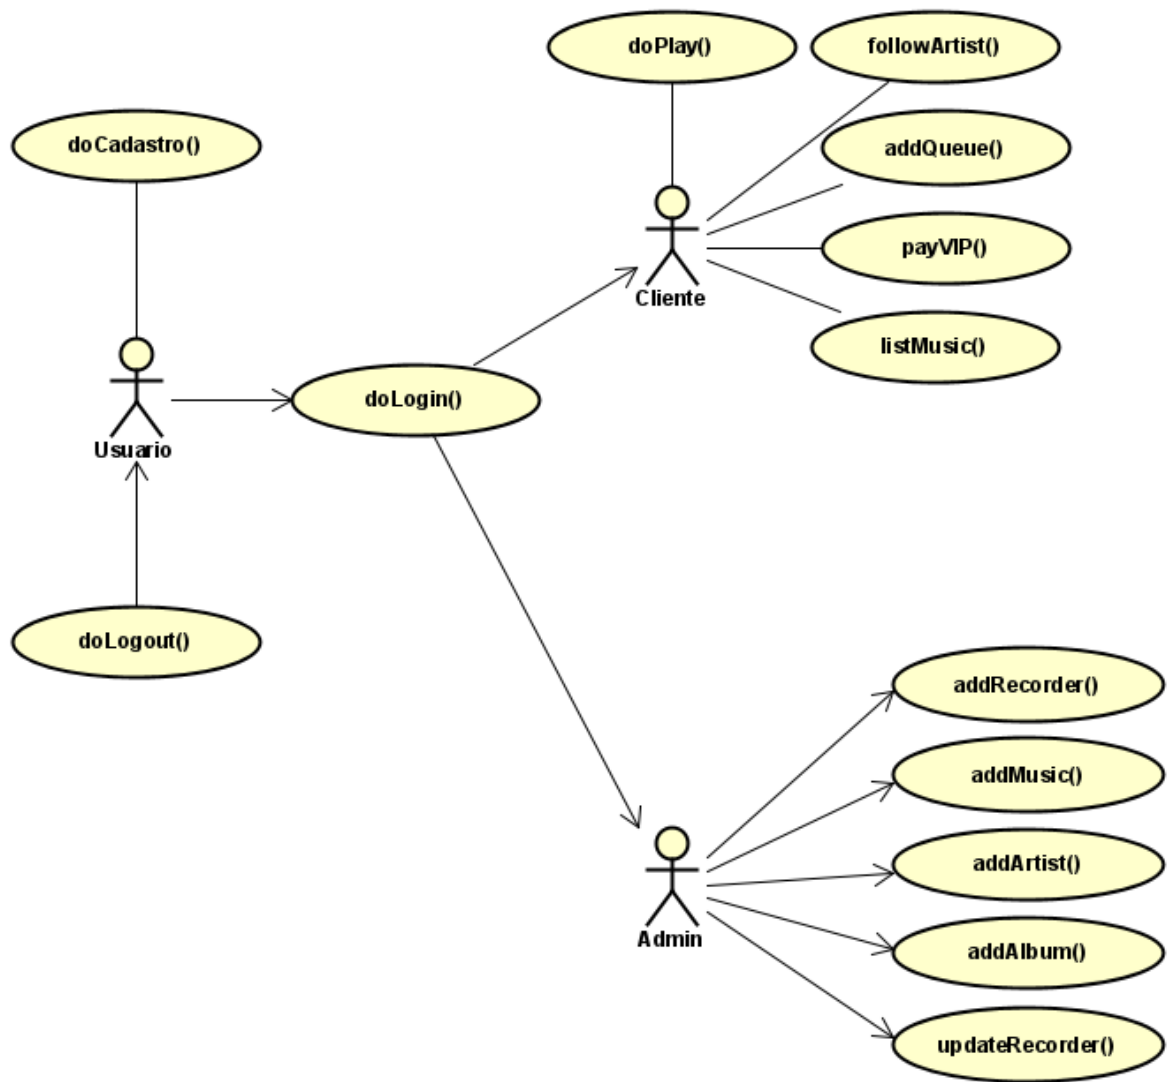 doPlay()
followArtist()
doCadastro()
addQueue()
payVIP()
Cliente
listMusic()
doLogin()
Usuario
doLogout()
addRecorder()
addMusic()
addArtist()
Admin
addAlbum()
updateRecorder()